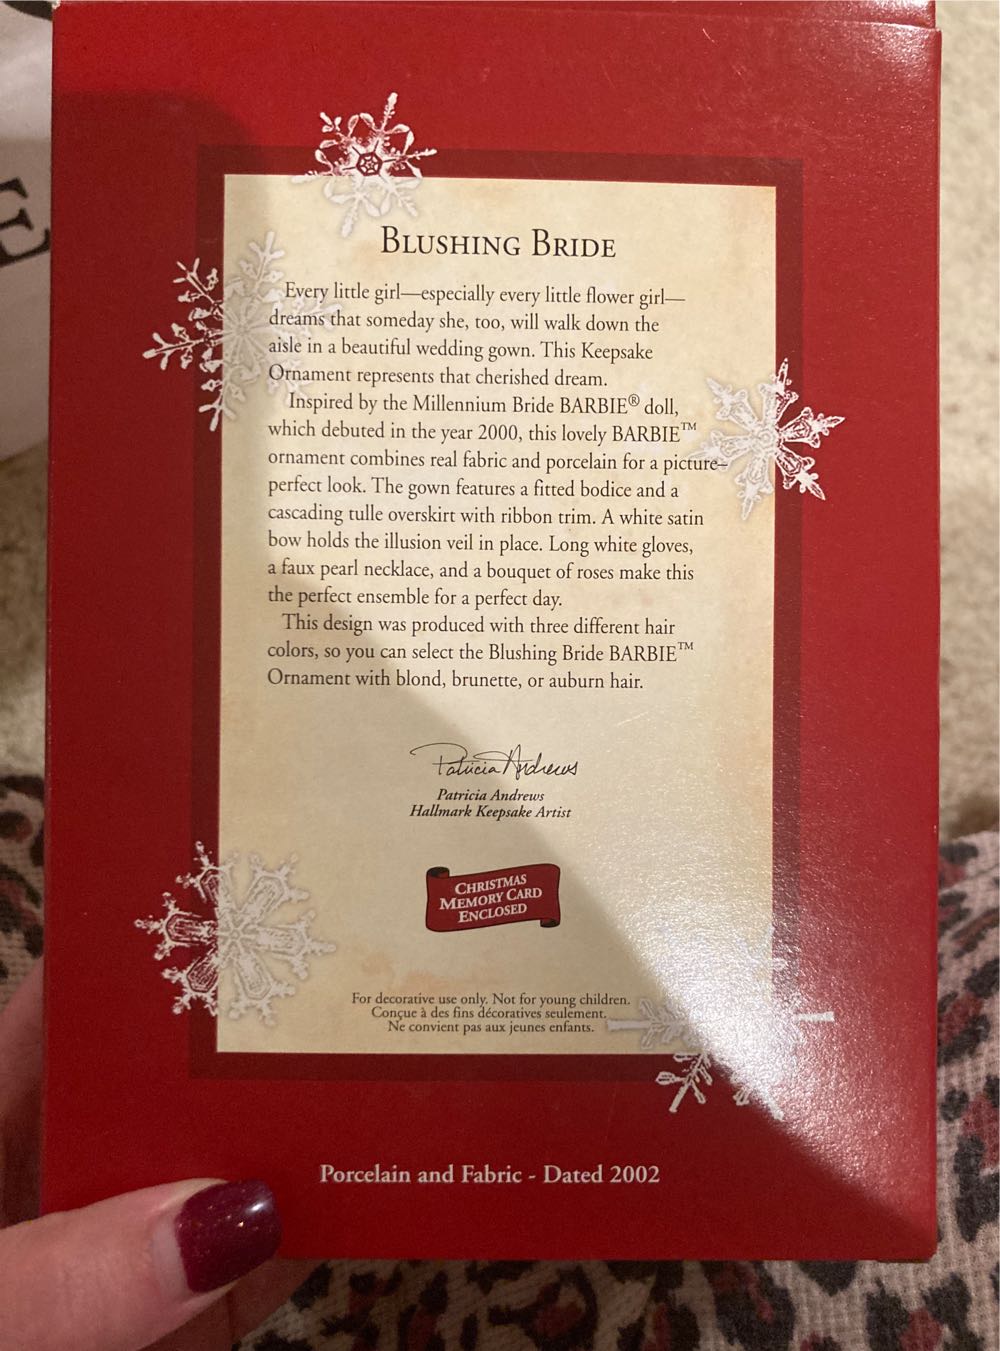 E
BLUSHING BRIDE
Every little girl—especially every little flower girl—
dreams that someday she, too, will walk down the
aisle in a beautiful wedding gown. This Keepsake
Ornament represents that cherished dream.
Inspired by the Millennium Bride BARBIE® doll,
which debuted in the year 2000, this lovely BARBIE™
ornament combines real fabric and porcelain for a picture–
perfect look. The gown features a fitted bodice and a
cascading tulle overskirt with ribbon trim. A white satin
bow holds the illusion veil in place. Long white gloves,
a faux pearl necklace, and a bouquet of roses make this
the perfect ensemble for a perfect day.
This design was produced with three different hair
colors, so you can select the Blushing Bride BARBIE™
Ornament with blond, brunette, or auburn hair.
Patricia Andrews
Patricia Andrews
Hallmark Keepsake Artist
CHRISTMAS
MEMORY CARD
ENCLOSED
For decorative use only. Not for young children.
Conçue à des fins décoratives seulement.
Ne convient pas aux jeunes enfants.
Porcelain and Fabric - Dated 2002